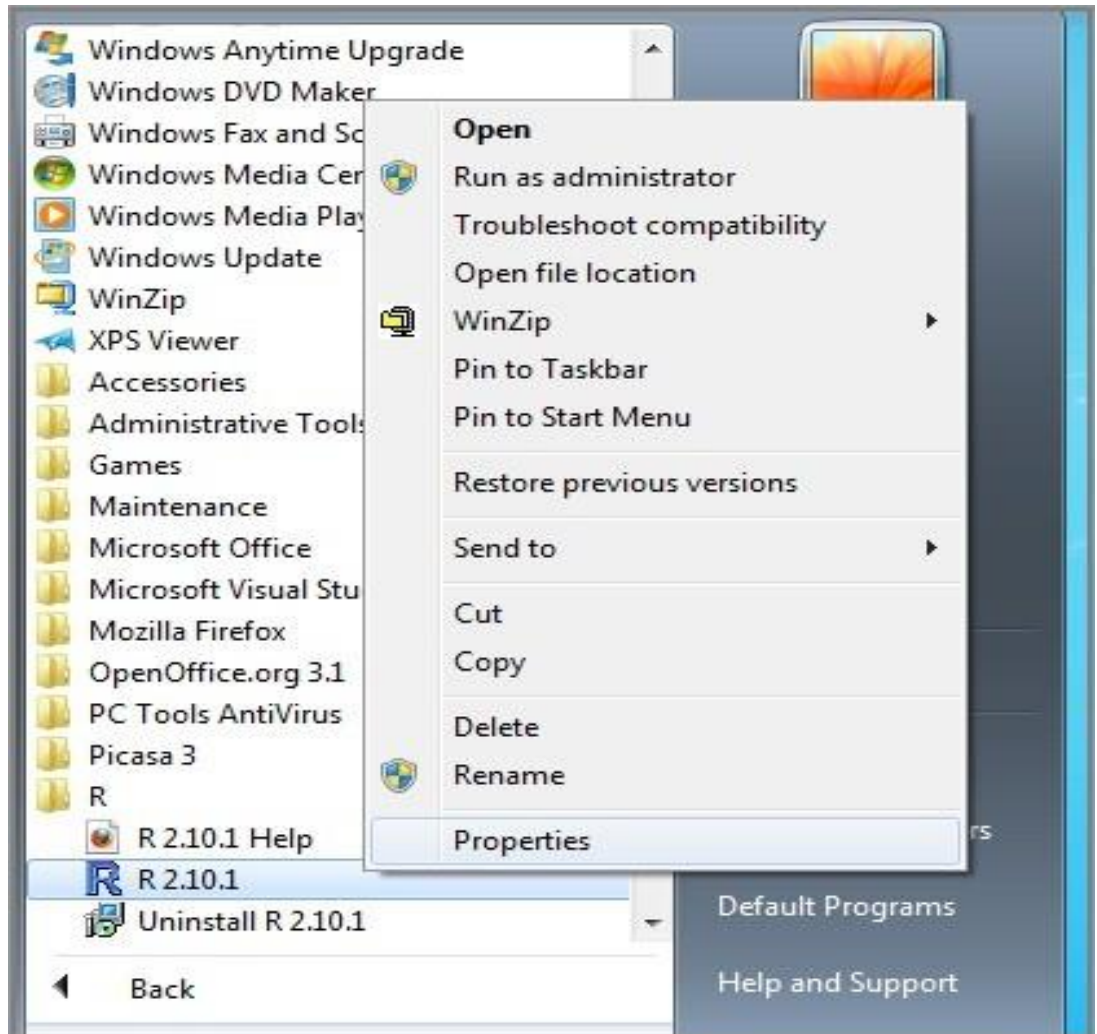 Windows Anytime Upgrade
Windows DVD Maker
Windows Fax and Sc
Windows Media Cer
Windows Media Play
Windows Update
WinZip
XPS Viewer
Accessories
Administrative Tools
Games
Maintenance
Microsoft Office
Microsoft Visual Stu
Mozilla Firefox
OpenOffice.org 3.1
PC Tools AntiVirus
Picasa 3
R
R 2.10.1 Help
R 2.10.1
Uninstall R 2.10.1
Back
Open
Run as administrator
Troubleshoot compatibility
Open file location
WinZip
Pin to Taskbar
Pin to Start Menu
Restore previous versions
Send to
Cut
Copy
Delete
Rename
Properties
rs
Default Programs
Help and Support